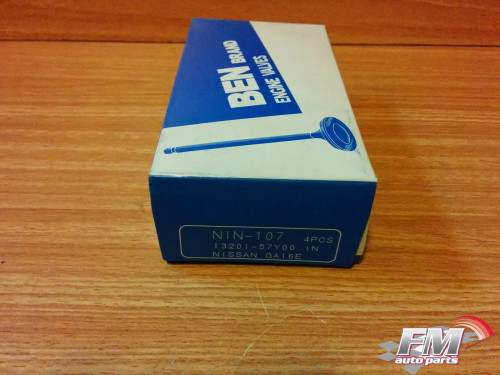 BEN BRAND
ENGINE VALVES
NIN-107 4PCS
13201-57Y00 IN
NISSAN GA16E
FM
auto parts